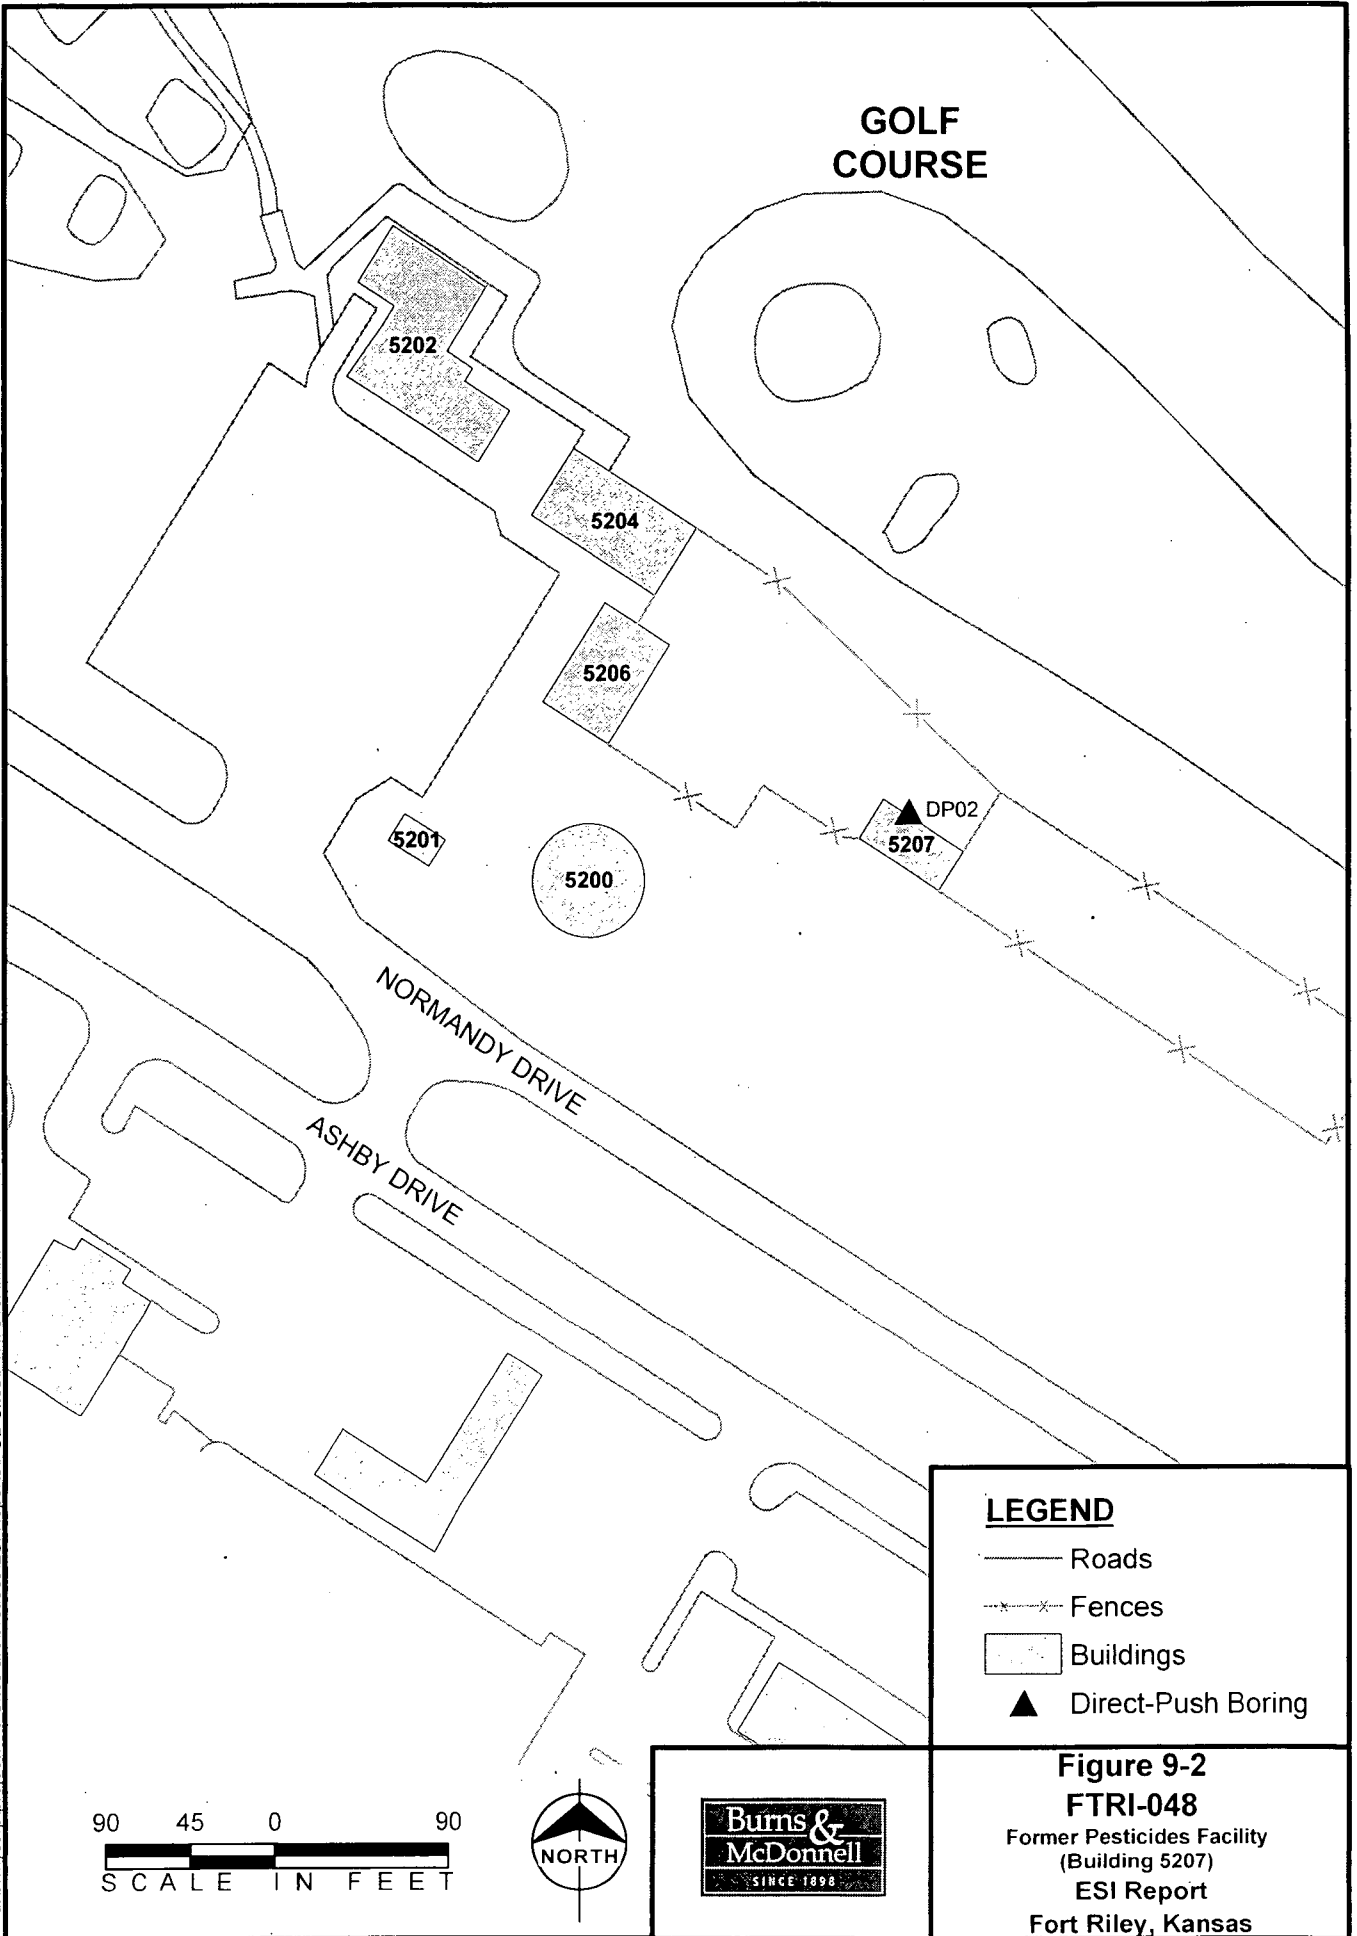 GOLF
COURSE
5202
5204
5206
DP02
5207
5201
5200
NORMANDY DRIVE
ASHBY DRIVE
LEGEND
Roads
Fences
Buildings
Direct-Push Boring
90 45 0 90
SCALE IN FEET
NORTH
Burns &
McDonnell
SINCE 1898
Figure 9-2
FTRI-048
Former Pesticides Facility
(Building 5207)
ESI Report
Fort Riley, Kansas